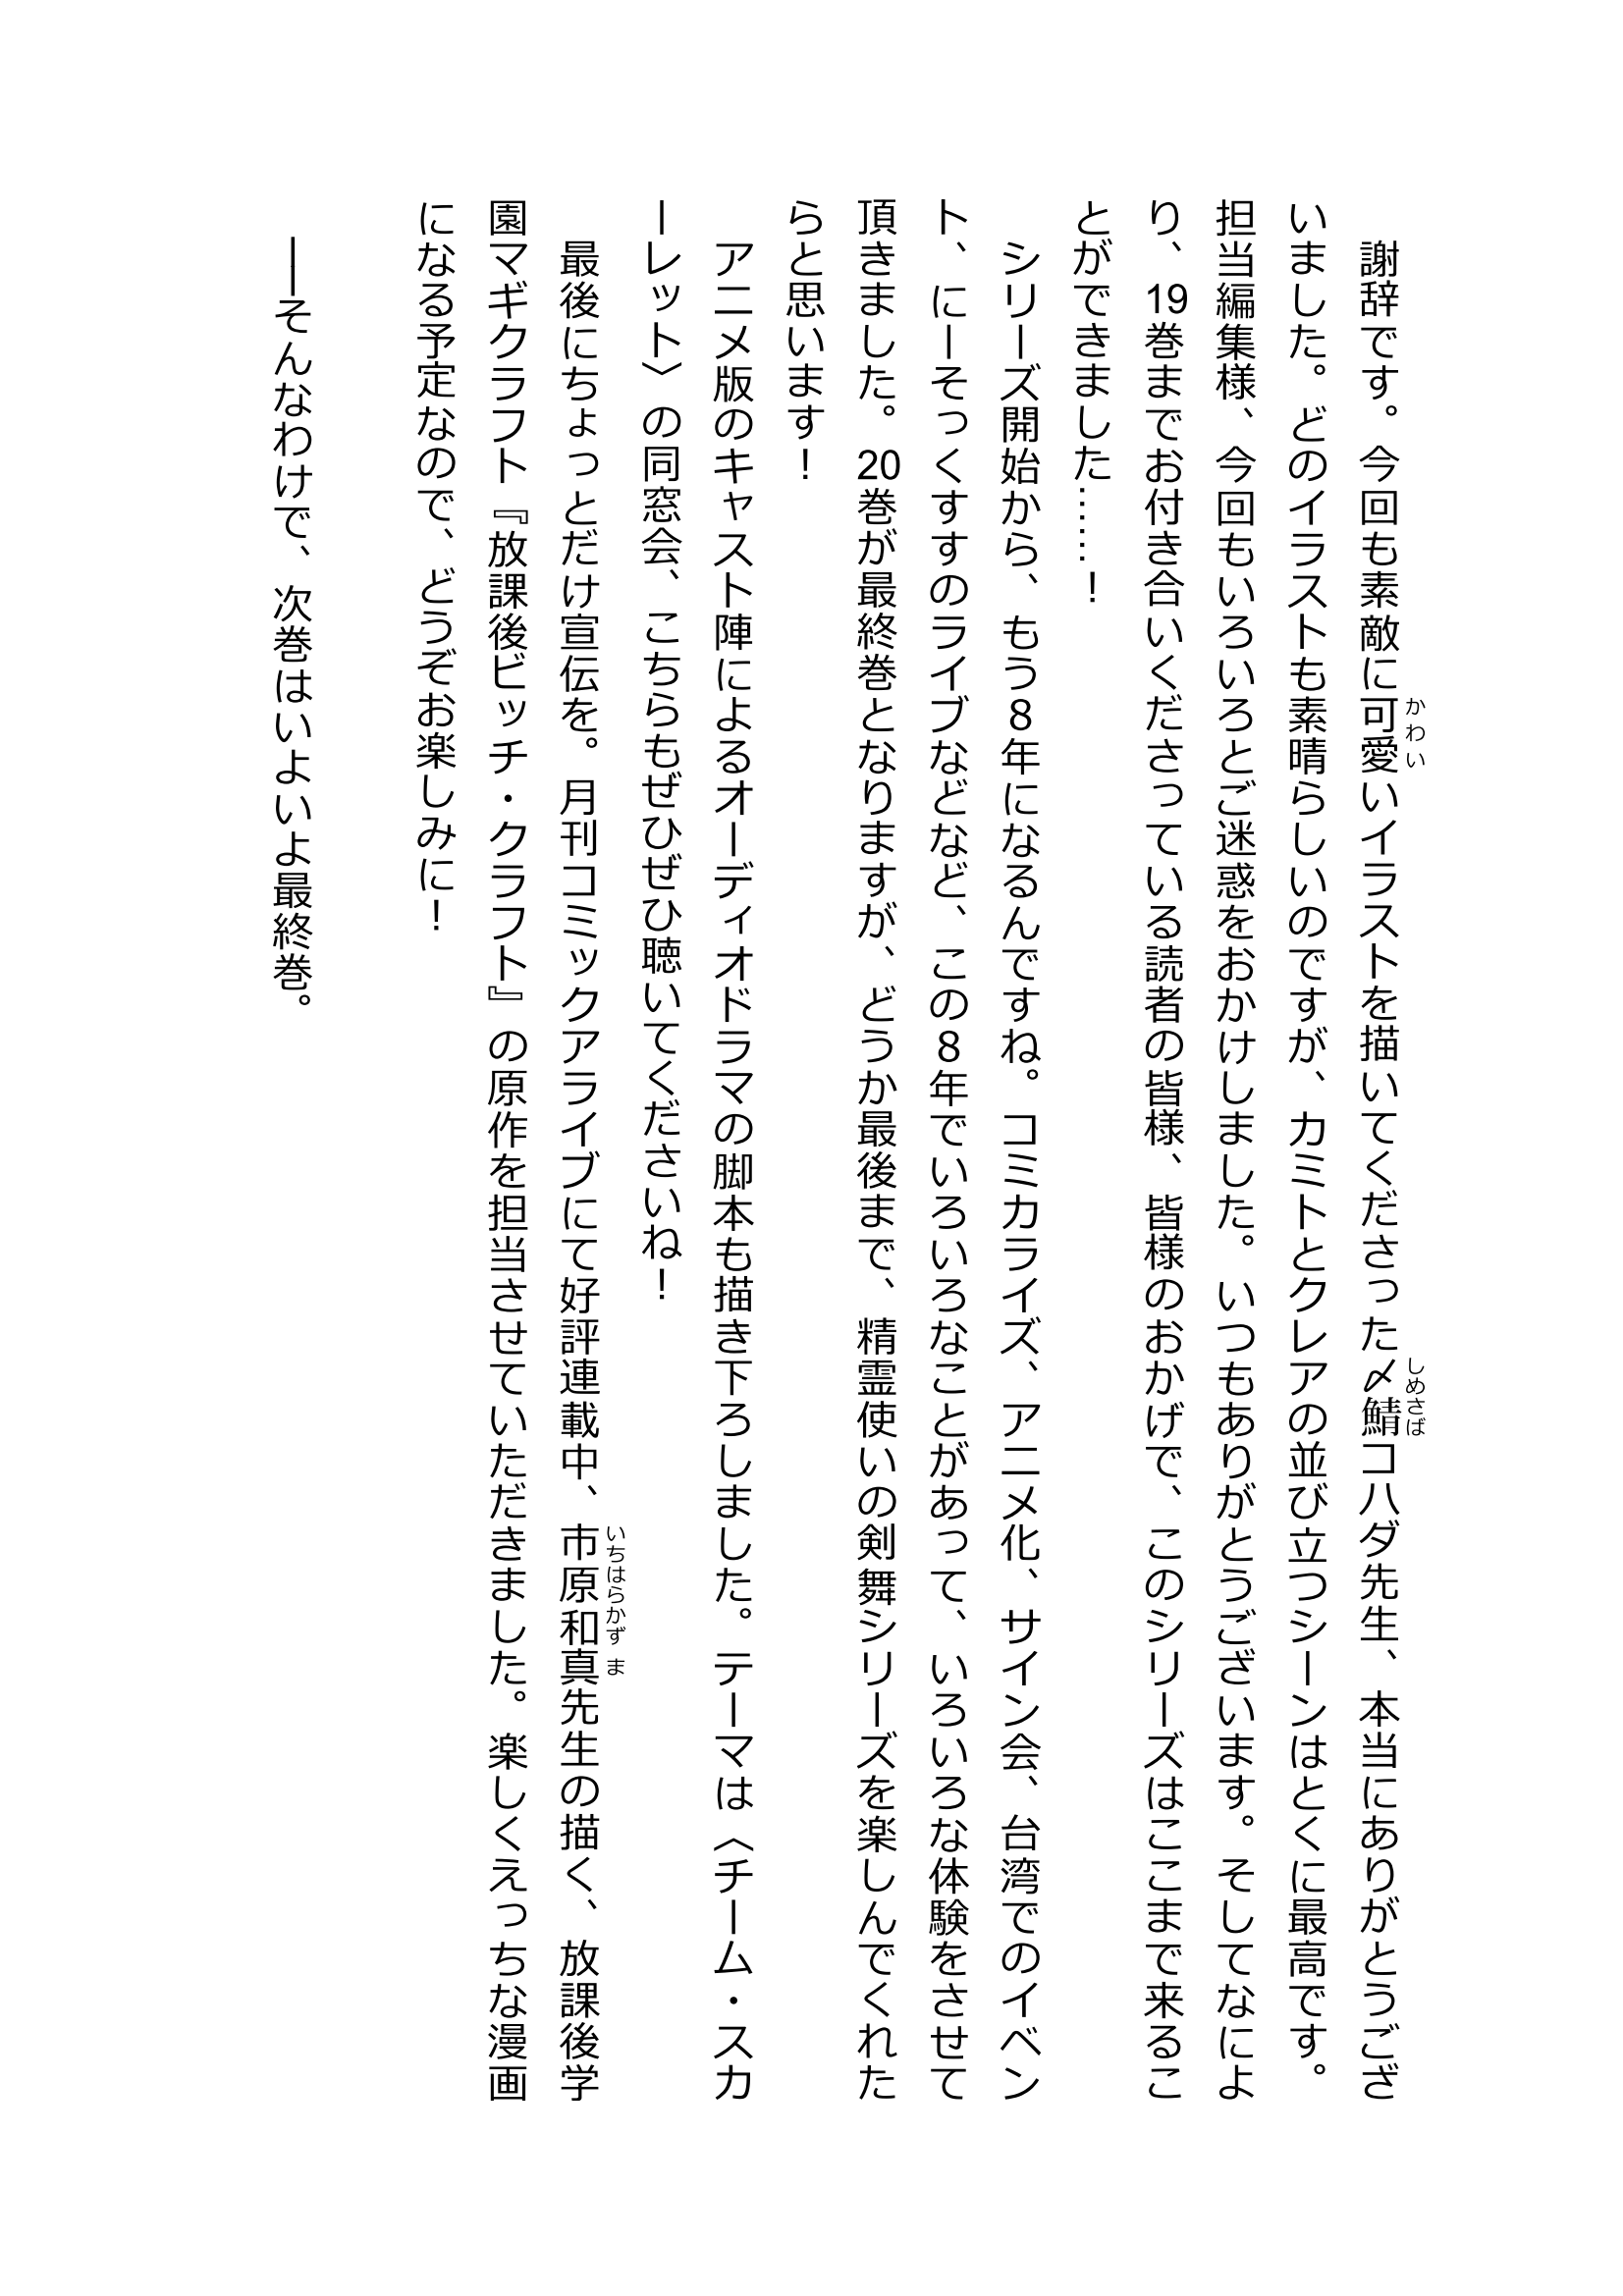 謝辞です。今回も素敵に可愛いイラストを描いてくださった〆鯖コハダ先生、本当にありがとうござ
いました。どのイラストも素晴らしいのですが、カミトとクレアの並び立つシーンはとくに最高です。
担当編集様、今回もいろいろとご迷惑をおかけしました。いつもありがとうございます。そしてなによ
り、19巻までお付き合いくださっている読者の皆様、皆様のおかげで、このシリーズはここまで来るこ
とができました……！
シリーズ開始から、もう８年になるんですね。コミカライズ、アニメ化、サイン会、台湾でのイベン
ト、にーそっくすすのライブなどなど、この８年でいろいろなことがあって、いろいろな体験をさせて
頂きました。20巻が最終巻となりますが、どうか最後まで、精霊使いの剣舞シリーズを楽しんでくれた
らと思います！
アニメ版のキャスト陣によるオーディオドラマの脚本も描き下ろしました。テーマは〈チーム・スカ
ーレット〉の同窓会、こちらもぜひぜひ聴いてくださいね！
最後にちょっとだけ宣伝を。月刊コミックアライブにて好評連載中、市原和真先生の描く、放課後学
園マギクラフト『放課後ビッチ・クラフト』の原作を担当させていただきました。楽しくえっちな漫画
になる予定なので、どうぞお楽しみに！
──そんなわけで、次巻はいよいよ最終巻。